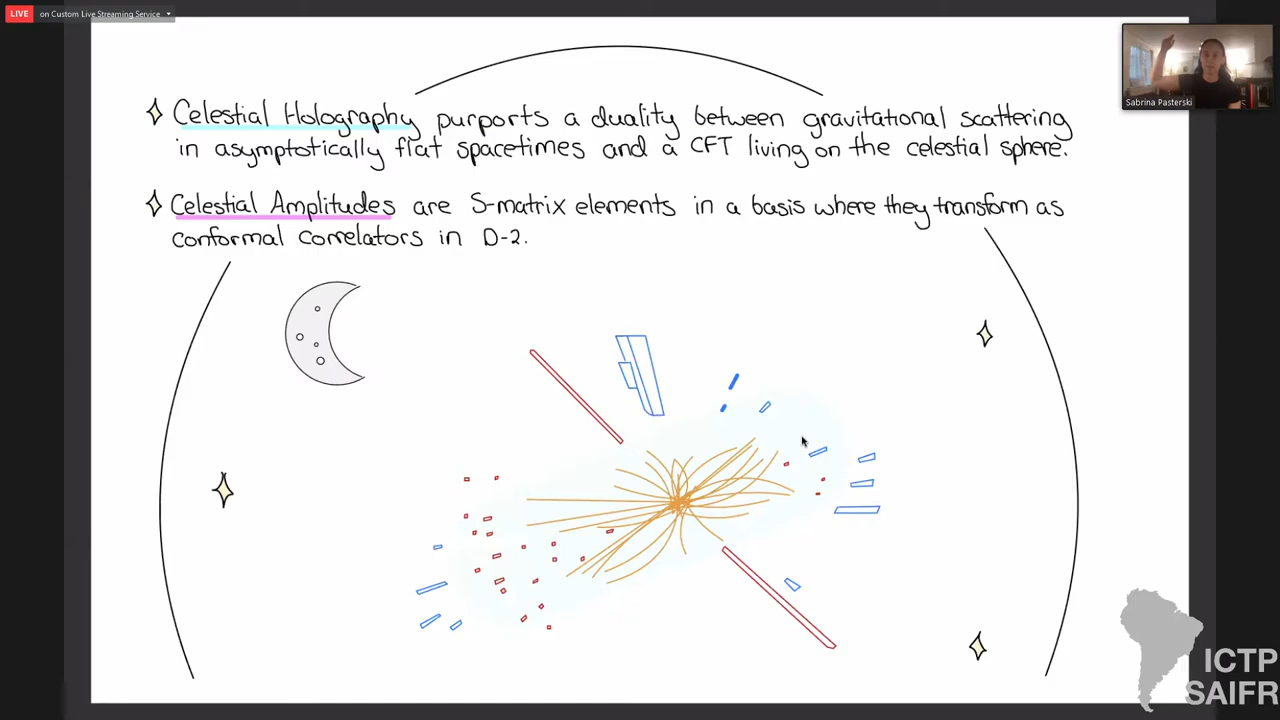 LIVE on Custom Live Streaming Service
Celestial Holography purports a duality between gravitational scattering
in asymptotically flat spacetimes and a CFT living on the celestial sphere.
Celestial Amplitudes are S-matrix elements in a basis where they transform as
conformal correlators in D-2.
Sabrina Pasterski
ICTP
SAIFR